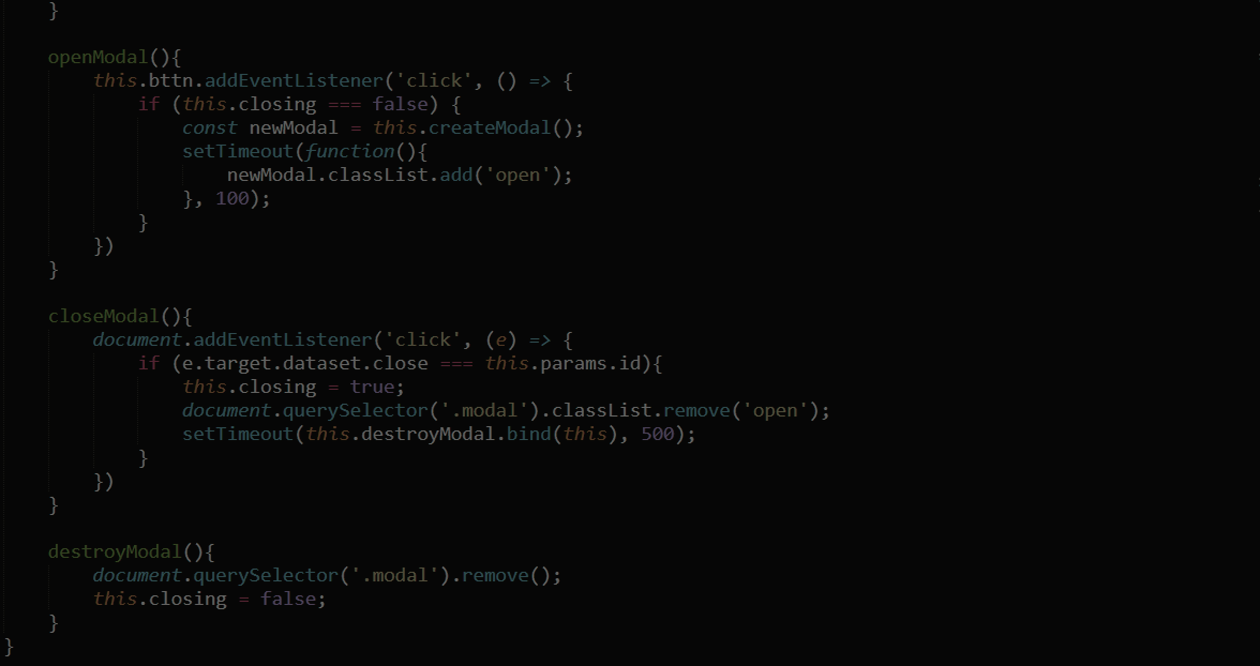 }
openModal(){
this.bttn.addEventListener('click', () => {
if (this.closing === false) {
const newModal = this.createModal();
setTimeout(function(){
newModal.classList.add('open');
}, 100);
}
})
}
closeModal(){
document.addEventListener('click', (e) => {
if (e.target.dataset.close === this.params.id){
this.closing = true;
document.querySelector('.modal').classList.remove('open');
setTimeout(this.destroyModal.bind(this), 500);
}
})
}
destroyModal(){
document.querySelector('.modal').remove();
this.closing = false;
}
}